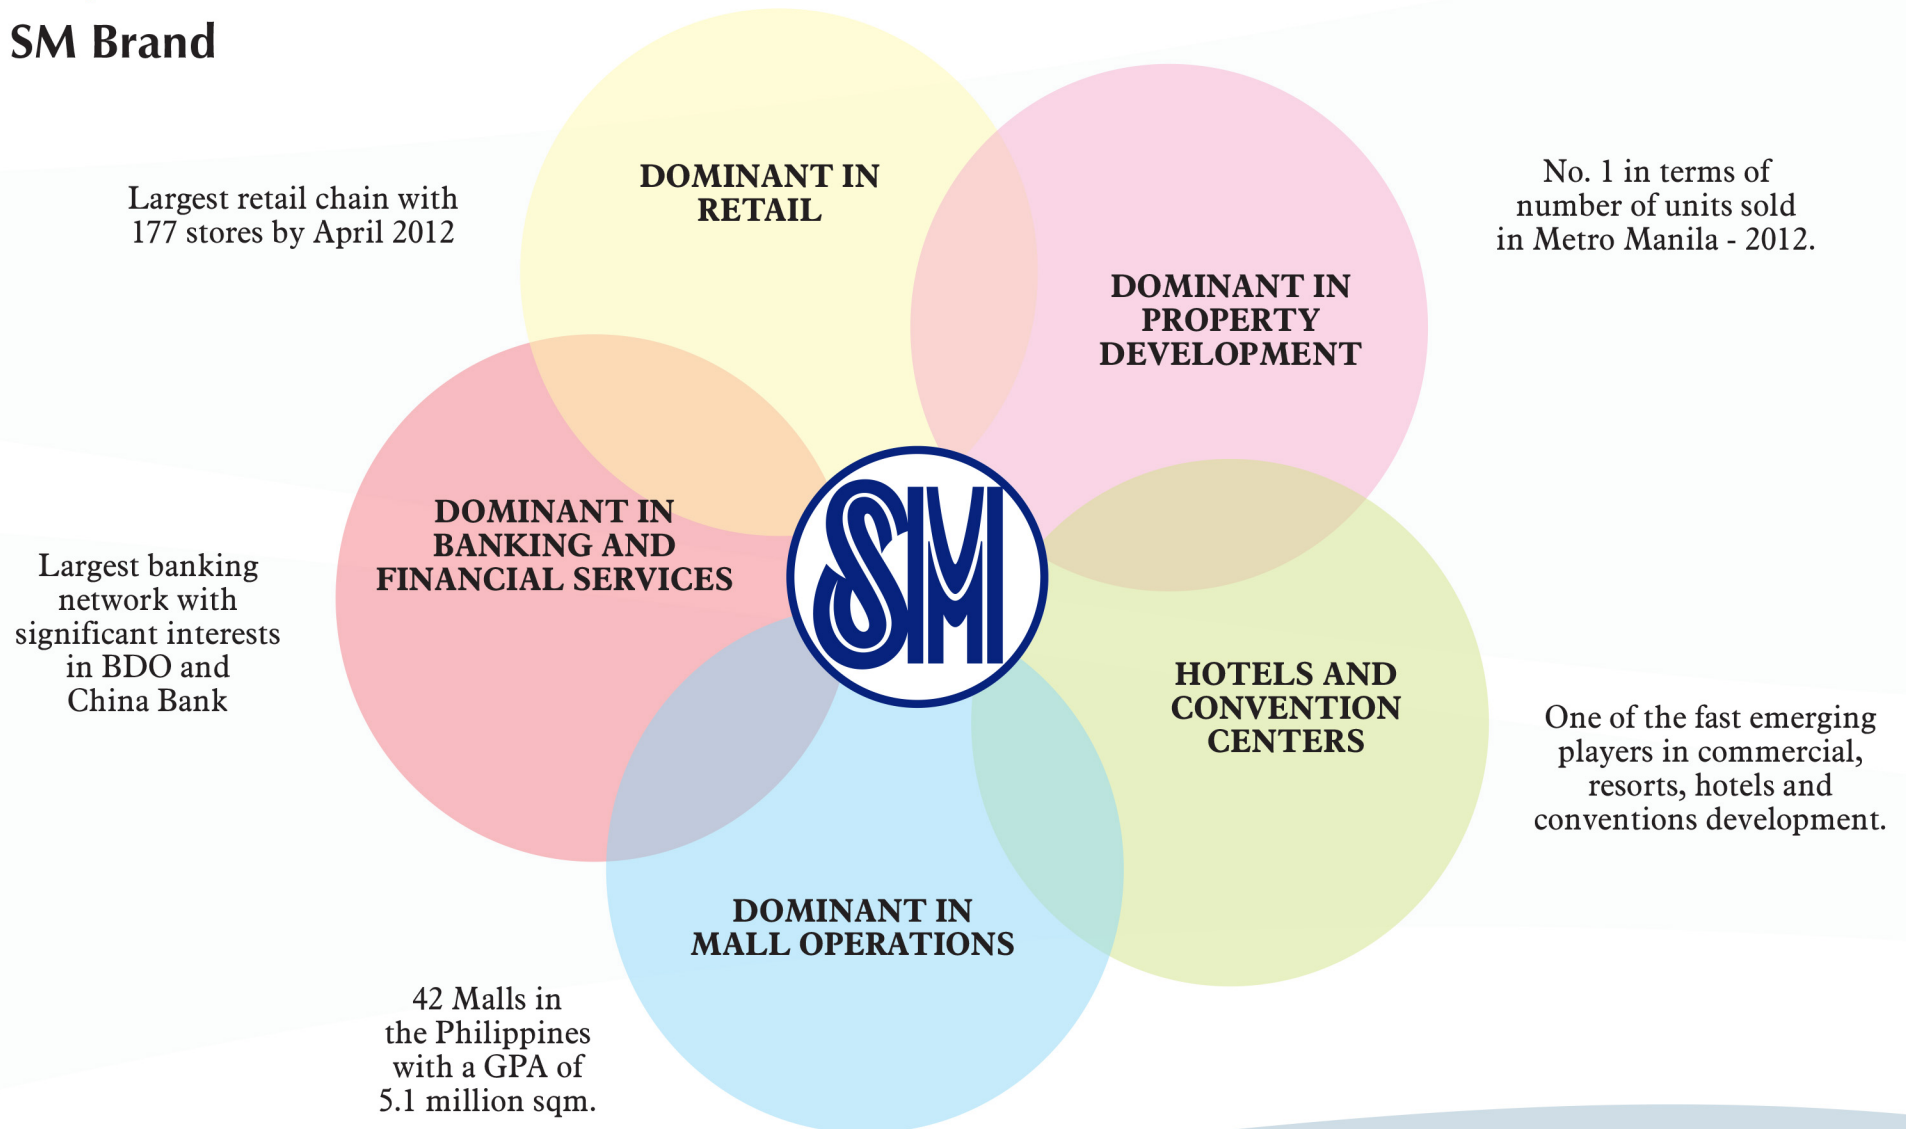 SM Brand
DOMINANT IN
RETAIL
Largest retail chain with
177 stores by April 2012
DOMINANT IN
PROPERTY
DEVELOPMENT
No. 1 in terms of
number of units sold
in Metro Manila - 2012.
DOMINANT IN
BANKING AND
FINANCIAL SERVICES
Largest banking
network with
significant interests
in BDO and
China Bank
SM
HOTELS AND
CONVENTION
CENTERS
One of the fast emerging
players in commercial,
resorts, hotels and
conventions development.
DOMINANT IN
MALL OPERATIONS
42 Malls in
the Philippines
with a GPA of
5.1 million sqm.